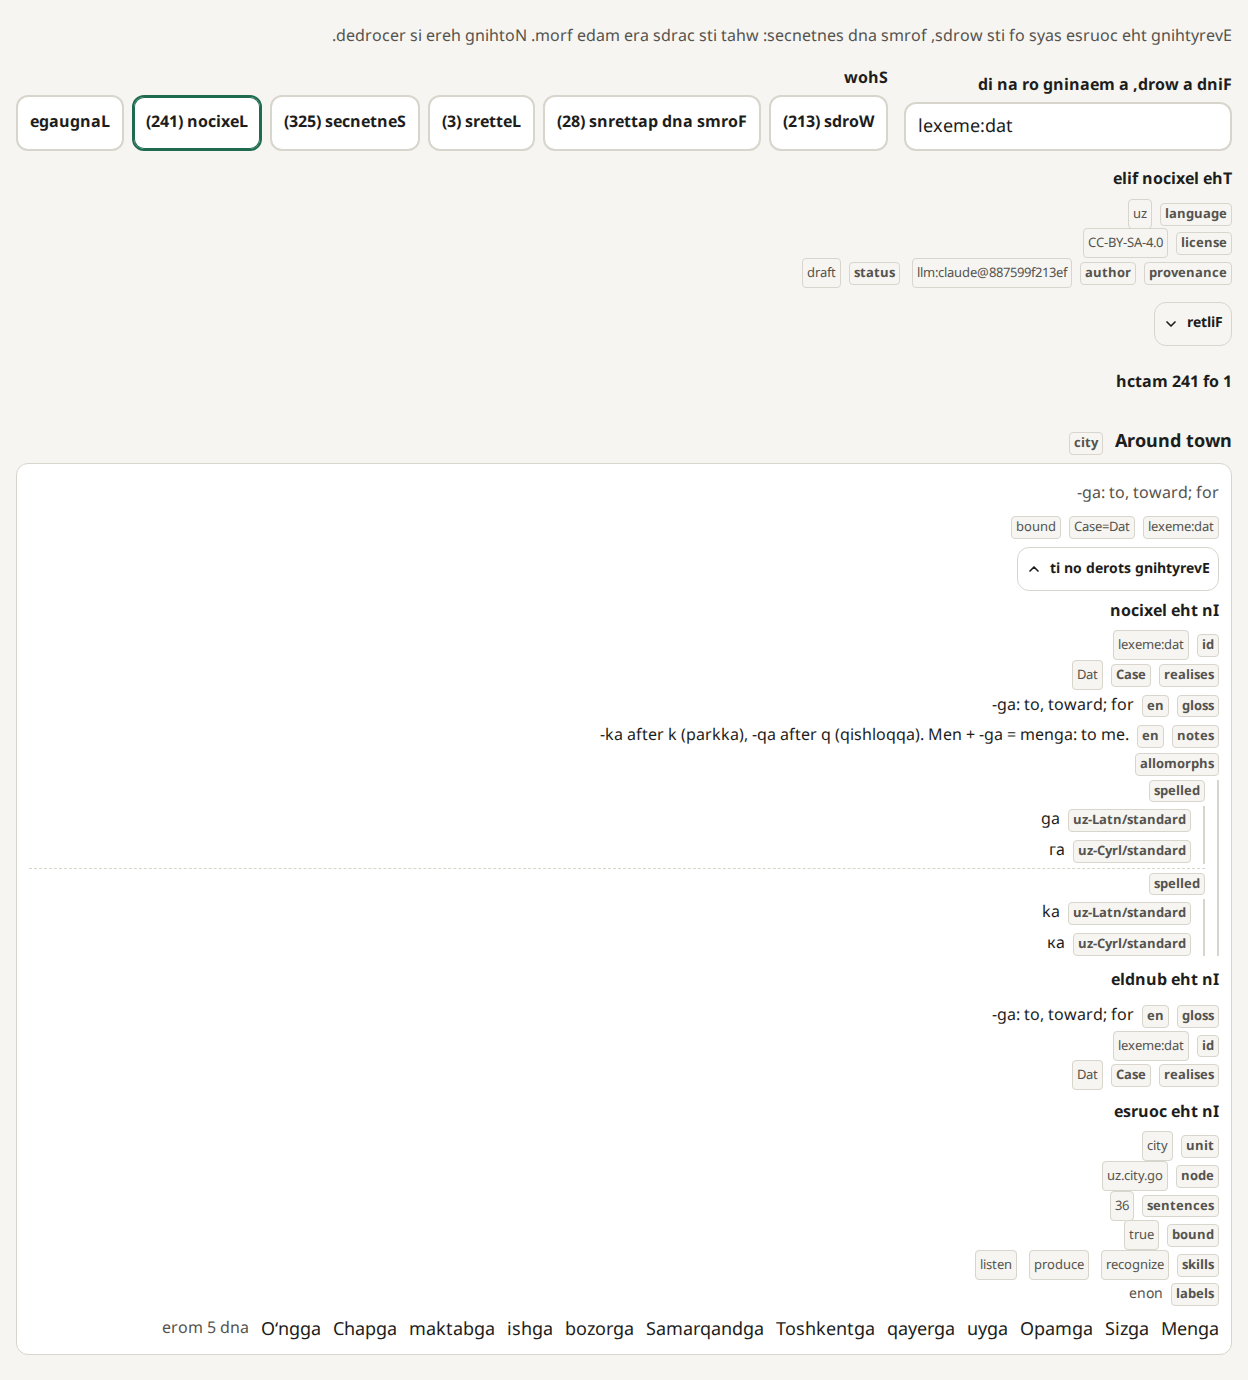 .dedrocer si ereh gnihtoN .morf edam era sdrac sti tahw :secnetnes dna smrof ,sdrow sti fo syas esruoc eht gnihtyrevE
di na ro gninaem a ,drow a dniF
lexeme:dat
wohS
(213) sdroW
(28) snrettap dna smroF
(3) sretteL
(325) secnetneS
(241) nocixeL
egaugnaL
elif nocixel ehT
language uz
license CC-BY-SA-4.0
provenance author llm:claude@887599f213ef status draft
retliF
hctam 241 fo 1
Around town city
-ga: to, toward; for
lexeme:dat Case=Dat bound
ti no derots gnihtyrevE
nocixel eht nI
id lexeme:dat
realises Case Dat
gloss en -ga: to, toward; for
notes en -ka after k (parkka), -qa after q (qishloqqa). Men + -ga = menga: to me.
allomorphs
spelled
uz-Latn/standard ga
uz-Cyrl/standard га
spelled
uz-Latn/standard ka
uz-Cyrl/standard ка
eldnub eht nI
gloss en -ga: to, toward; for
id lexeme:dat
realises Case Dat
esruoc eht nI
unit city
node uz.city.go
sentences 36
bound true
skills recognize produce listen
labels enon
Menga Sizga Opamga uyga qayerga Toshkentga Samarqandga bozorga ishga maktabga Chapga Oʻngga erom 5 dna